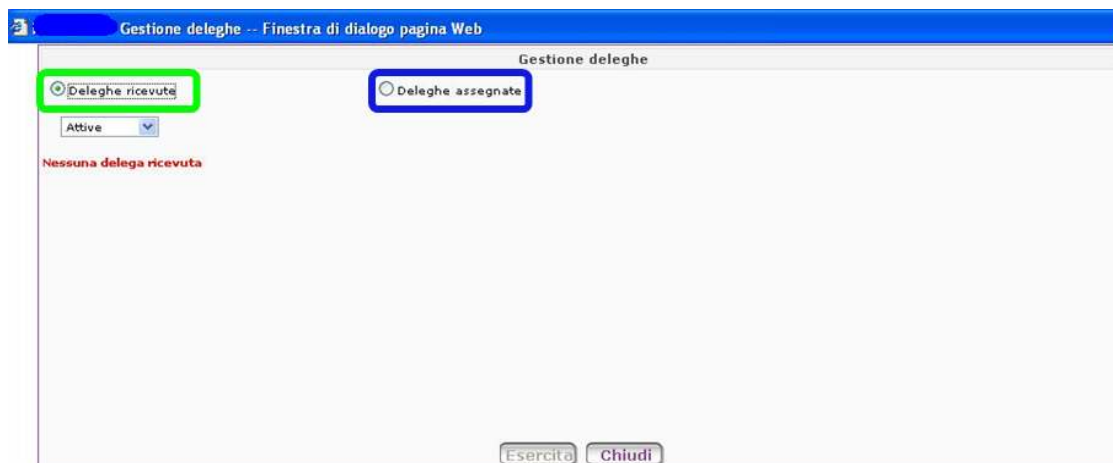 Gestione deleghe -- Finestra di dialogo pagina Web
Gestione deleghe
Deleghe ricevute Deleghe assegnate
Attive
Nessuna delega ricevuta
Esercita Chiudi